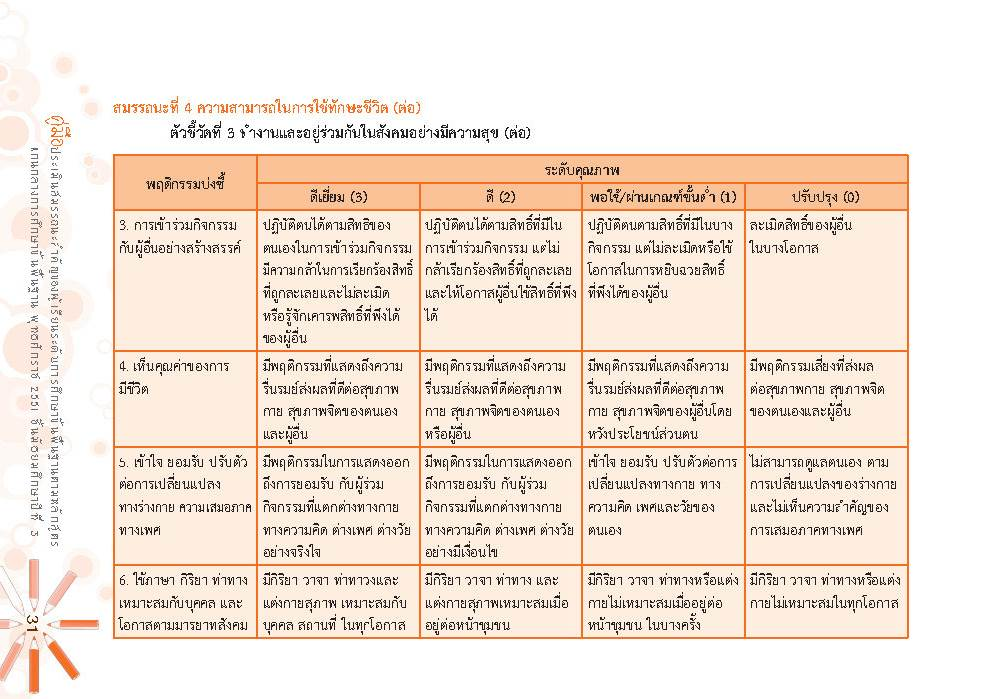 สมรรถนะที่ 4 ความสามารถในการใช้ทักษะชีวิต (ต่อ)
ตัวชี้วัดที่ 3 ทำงานและอยู่ร่วมกันในสังคมอย่างมีความสุข (ต่อ)
พฤติกรรมบ่งชี้
ระดับคุณภาพ
ดีเยี่ยม (3)
ดี (2)
พอใช้/ผ่านเกณฑ์ขั้นต่ำ (1)
ปรับปรุง (0)
3. การเข้าร่วมกิจกรรม
กับผู้อื่นอย่างสร้างสรรค์
ปฏิบัติตนได้ตามสิทธิของ
ตนเองในการเข้าร่วมกิจกรรม
มีความกล้าในการเรียกร้องสิทธิ์
ที่ถูกละเลยและไม่ละเมิด
หรือรู้จักเคารพสิทธิ์ที่พึงได้
ของผู้อื่น
ปฏิบัติตนได้ตามสิทธิ์ที่มีใน
การเข้าร่วมกิจกรรม แต่ไม่
กล้าเรียกร้องสิทธิ์ที่ถูกละเลย
และให้โอกาสผู้อื่นใช้สิทธิ์ที่พึง
ได้
ปฏิบัติตนตามสิทธิ์ที่มีในบาง
กิจกรรม แต่ไม่ละเมิดหรือใช้
โอกาสในการหยิบฉวยสิทธิ์
ที่พึงได้ของผู้อื่น
ละเมิดสิทธิ์ของผู้อื่น
ในบางโอกาส
4. เห็นคุณค่าของการ
มีชีวิต
มีพฤติกรรมที่แสดงถึงความ
รื่นรมย์ส่งผลที่ดีต่อสุขภาพ
กาย สุขภาพจิตของตนเอง
และผู้อื่น
มีพฤติกรรมที่แสดงถึงความ
รื่นรมย์ส่งผลที่ดีต่อสุขภาพ
กาย สุขภาพจิตของตนเอง
หรือผู้อื่น
มีพฤติกรรมที่แสดงถึงความ
รื่นรมย์ส่งผลที่ดีต่อสุขภาพ
กาย สุขภาพจิตของผู้อื่นโดย
หวังประโยชน์ส่วนตน
มีพฤติกรรมเสี่ยงที่ส่งผล
ต่อสุขภาพกาย สุขภาพจิต
ของตนเองและผู้อื่น
5. เข้าใจ ยอมรับ ปรับตัว
ต่อการเปลี่ยนแปลง
ทางร่างกาย ความเสมอภาค
ทางเพศ
มีพฤติกรรมในการแสดงออก
ถึงการยอมรับ กับผู้ร่วม
กิจกรรมที่แตกต่างทางกาย
ทางความคิด ต่างเพศ ต่างวัย
อย่างจริงใจ
มีพฤติกรรมในการแสดงออก
ถึงการยอมรับ กับผู้ร่วม
กิจกรรมที่แตกต่างทางกาย
ทางความคิด ต่างเพศ ต่างวัย
อย่างมีเงื่อนไข
เข้าใจ ยอมรับ ปรับตัวต่อการ
เปลี่ยนแปลงทางกาย ทาง
ความคิด เพศและวัยของ
ตนเอง
ไม่สามารถดูแลตนเอง ตาม
การเปลี่ยนแปลงของร่างกาย
และไม่เห็นความสำคัญของ
การเสมอภาคทางเพศ
6. ใช้ภาษา กิริยา ท่าทาง
เหมาะสมกับบุคคล และ
โอกาสตามมารยาทสังคม
มีกิริยา วาจา ท่าทางและ
แต่งกายสุภาพ เหมาะสมกับ
บุคคล สถานที่ ในทุกโอกาส
มีกิริยา วาจา ท่าทาง และ
แต่งกายสุภาพเหมาะสมเมื่อ
อยู่ต่อหน้าชุมชน
มีกิริยา วาจา ท่าทางหรือแต่ง
กายไม่เหมาะสมเมื่ออยู่ต่อ
หน้าชุมชน ในบางครั้ง
มีกิริยา วาจา ท่าทางหรือแต่ง
กายไม่เหมาะสมในทุกโอกาส
คู่มือประเมินสมรรถนะสำคัญของผู้เรียนระดับการศึกษาขั้นพื้นฐานตามหลักสูตร
แกนกลางการศึกษาขั้นพื้นฐาน พุทธศักราช 2551 ชั้นมัธยมศึกษาปีที่ 3
31